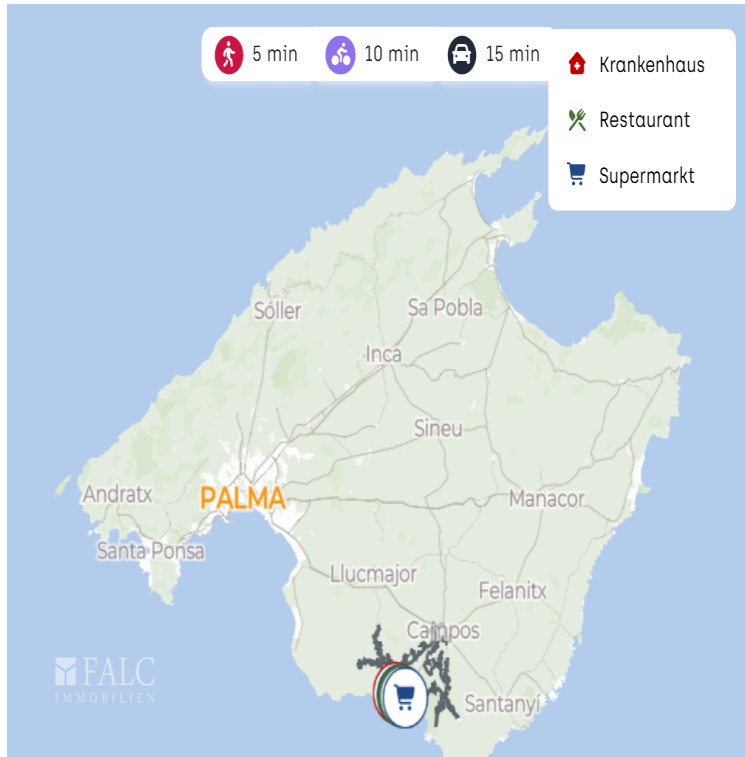 5 min
10 min
15 min
Krankenhaus
Restaurant
Supermarkt
Sóller
Sa Pobla
Inca
Sineu
Andratx
PALMA
Manacor
Santa Ponsa
Llucmajor
Felanitx
Campos
FALC
IMMOBILIEN
Santanyí